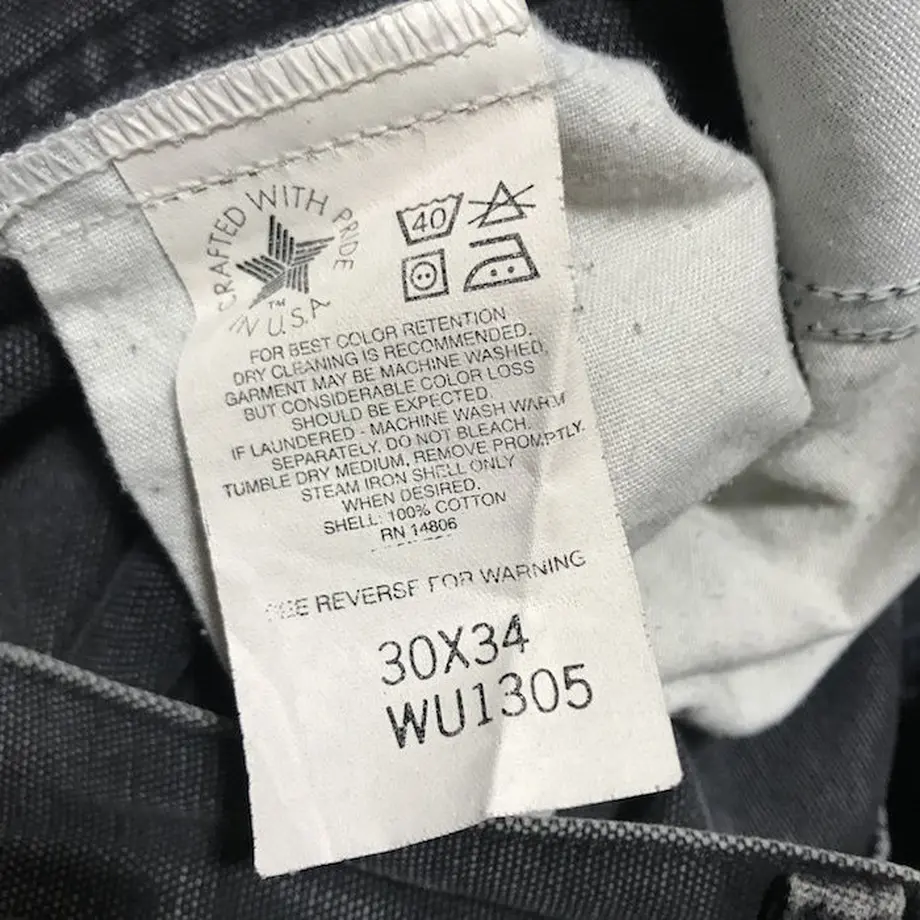 CRAFTED WITH PRIDE
TM
IN U.S.A
40
FOR BEST COLOR RETENTION
DRY CLEANING IS RECOMMENDED.
GARMENT MAY BE MACHINE WASHED,
BUT CONSIDERABLE COLOR LOSS
SHOULD BE EXPECTED.
IF LAUNDERED - MACHINE WASH WARM
SEPARATELY, DO NOT BLEACH.
TUMBLE DRY MEDIUM, REMOVE PROMPTLY.
STEAM IRON SHELL ONLY
WHEN DESIRED.
SHELL: 100% COTTON
RN 14806
SEE REVERSE FOR WARNING
30X34
WU1305